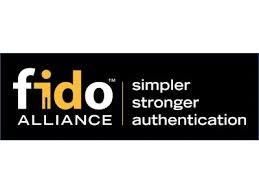 fido™
ALLIANCE
simpler
stronger
authentication